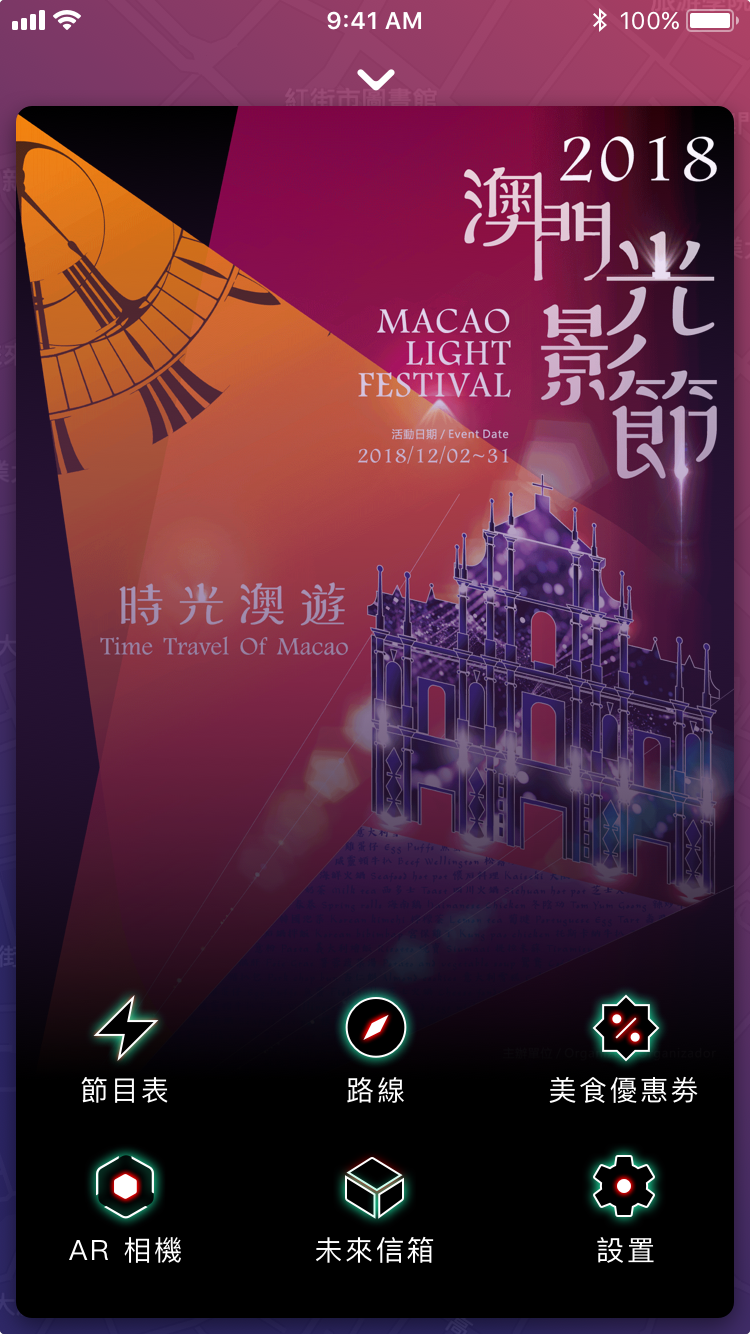 9:41 AM
100%
紅街市圖書館
2018
澳門
光
景節
MACAO
LIGHT
FESTIVAL
活動日期 / Event Date
2018/12/02~31
時光澳遊
Time Travel Of Macao
節目表
路線
美食優惠券
AR 相機
未來信箱
設置